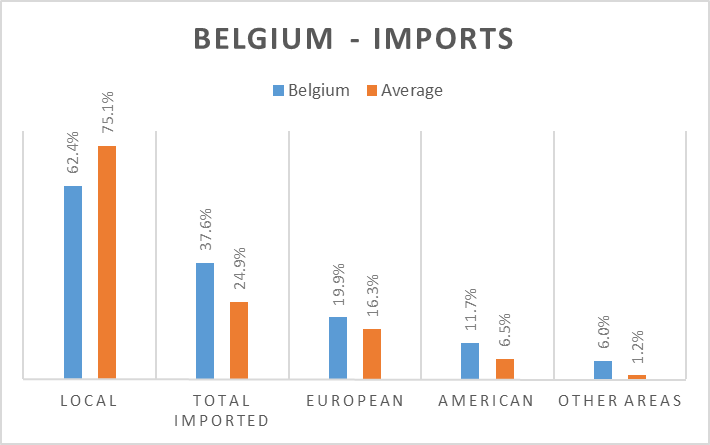 BELGIUM - IMPORTS
Belgium Average
62.4% 75.1% 37.6% 24.9% 19.9% 16.3% 11.7% 6.5% 6.0% 1.2%
LOCAL TOTAL EUROPEAN AMERICAN OTHER AREAS
IMPORTED